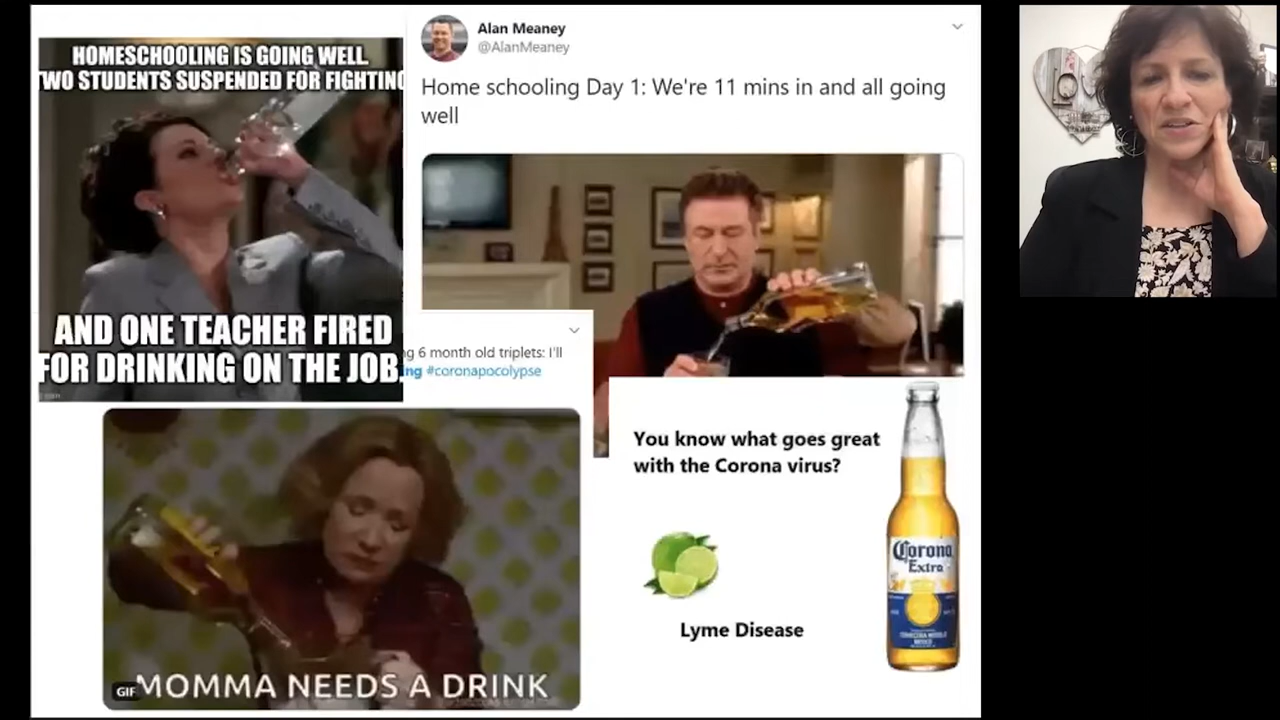 HOMESCHOOLING IS GOING WELL.
TWO STUDENTS SUSPENDED FOR FIGHTING
AND ONE TEACHER FIRED
FOR DRINKING ON THE JOB.
Alan Meaney
@AlanMeaney
Home schooling Day 1: We're 11 mins in and all going
well
6 month old triplets: I'll
#coronapocolypse
GIF
MOMMA NEEDS A DRINK
You know what goes great
with the Corona virus?
Lyme Disease
Corona
Extra